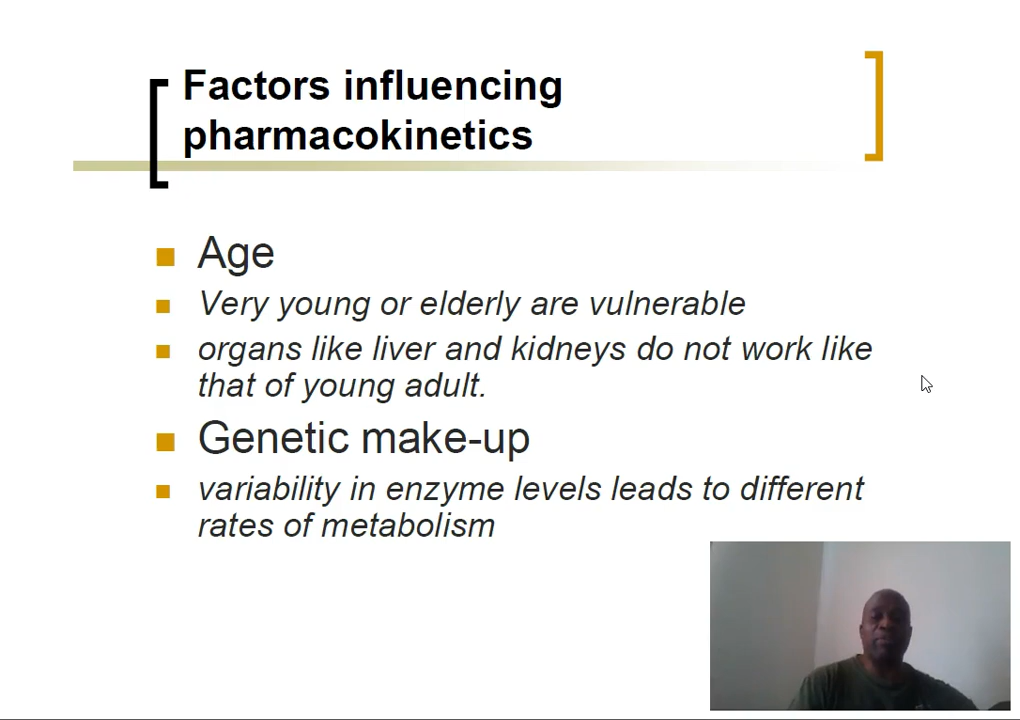 Factors influencing
pharmacokinetics
Age
Very young or elderly are vulnerable
organs like liver and kidneys do not work like
that of young adult.
Genetic make-up
variability in enzyme levels leads to different
rates of metabolism